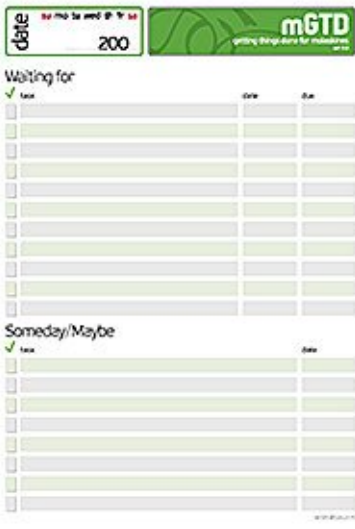 date
su mo tu wed th fr sa
200
mGTD
getting things done for moleskines
Waiting for
✓ task date due
Someday/Maybe
✓ task date